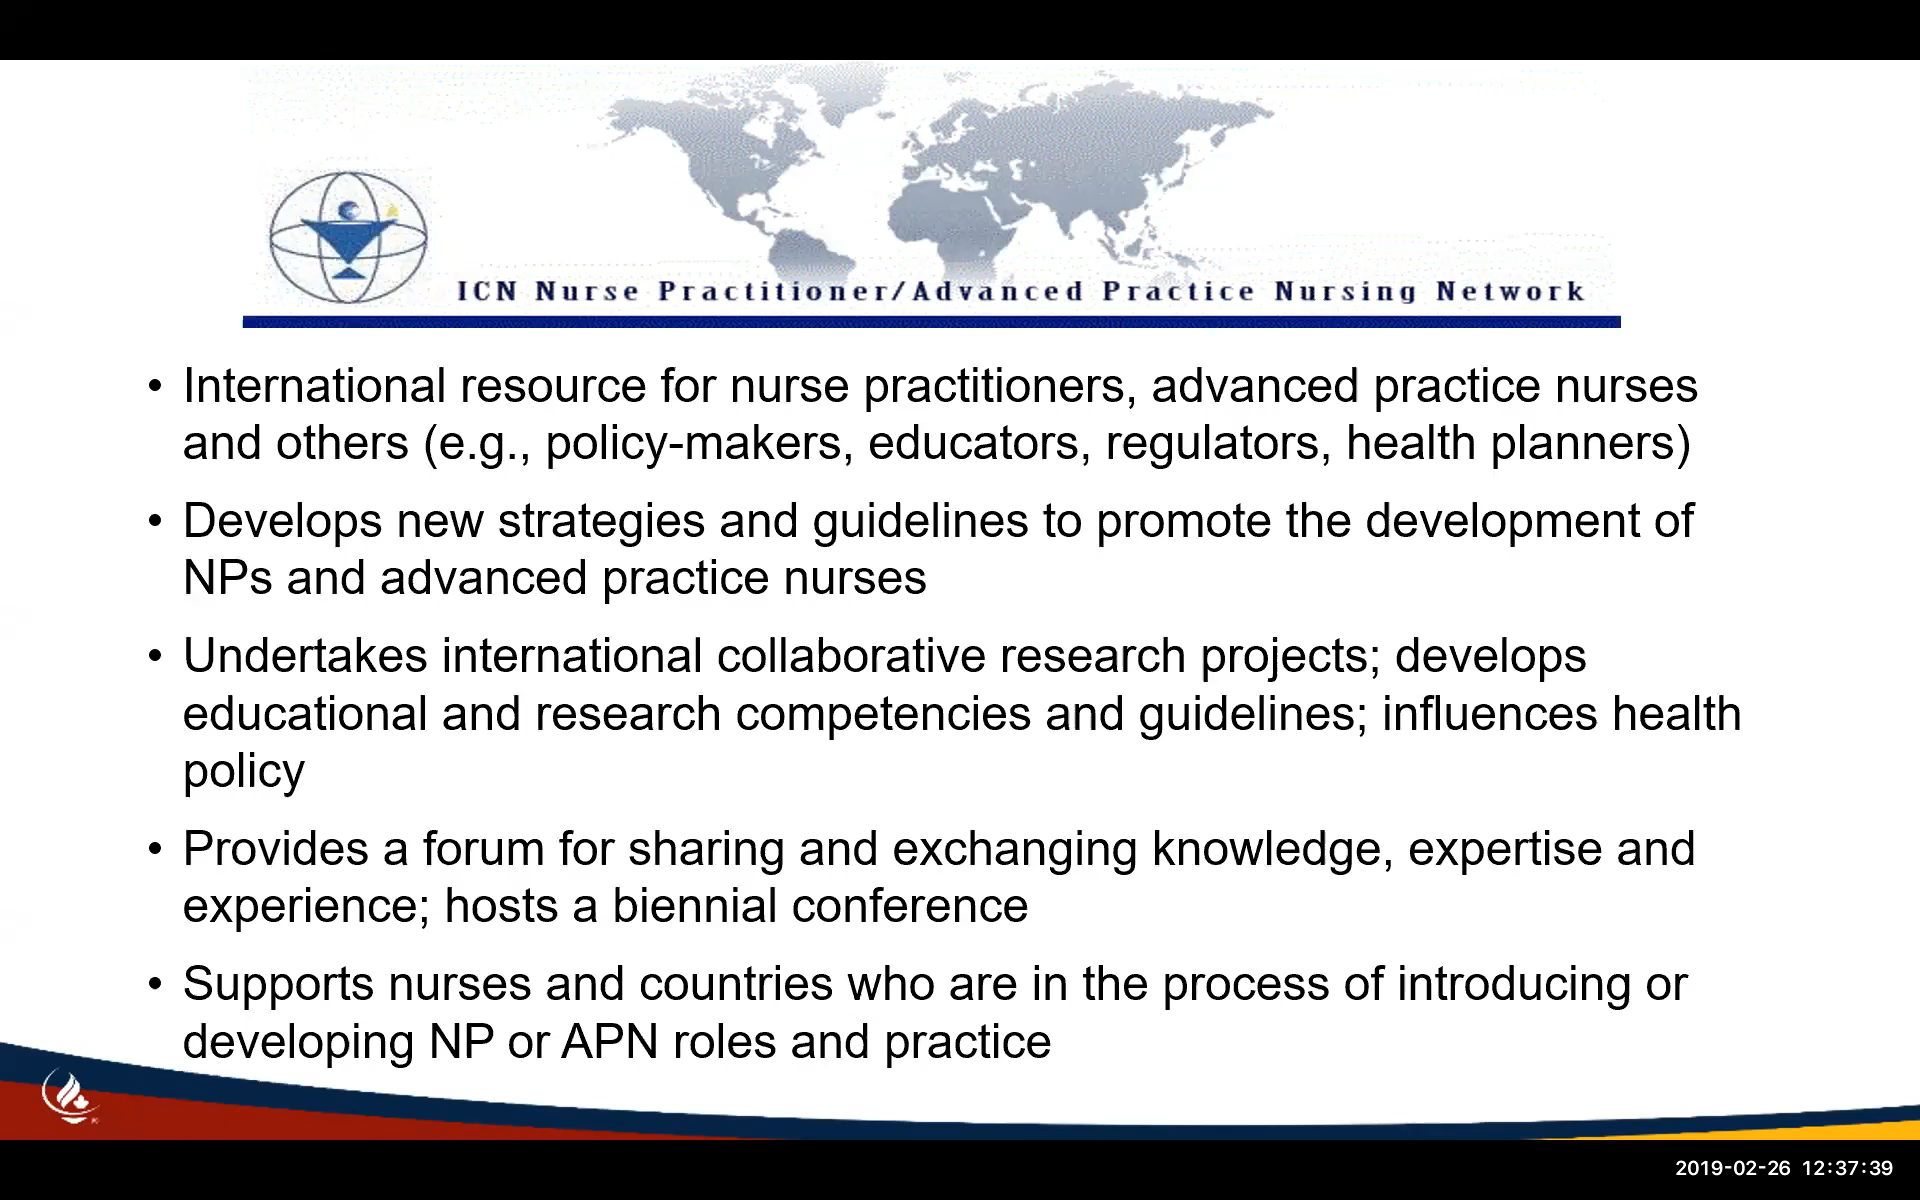 ICN Nurse Practitioner/Advanced Practice Nursing Network
• International resource for nurse practitioners, advanced practice nurses
and others (e.g., policy-makers, educators, regulators, health planners)
• Develops new strategies and guidelines to promote the development of
NPs and advanced practice nurses
• Undertakes international collaborative research projects; develops
educational and research competencies and guidelines; influences health
policy
• Provides a forum for sharing and exchanging knowledge, expertise and
experience; hosts a biennial conference
• Supports nurses and countries who are in the process of introducing or
developing NP or APN roles and practice
®
2019-02-26 12:37:39